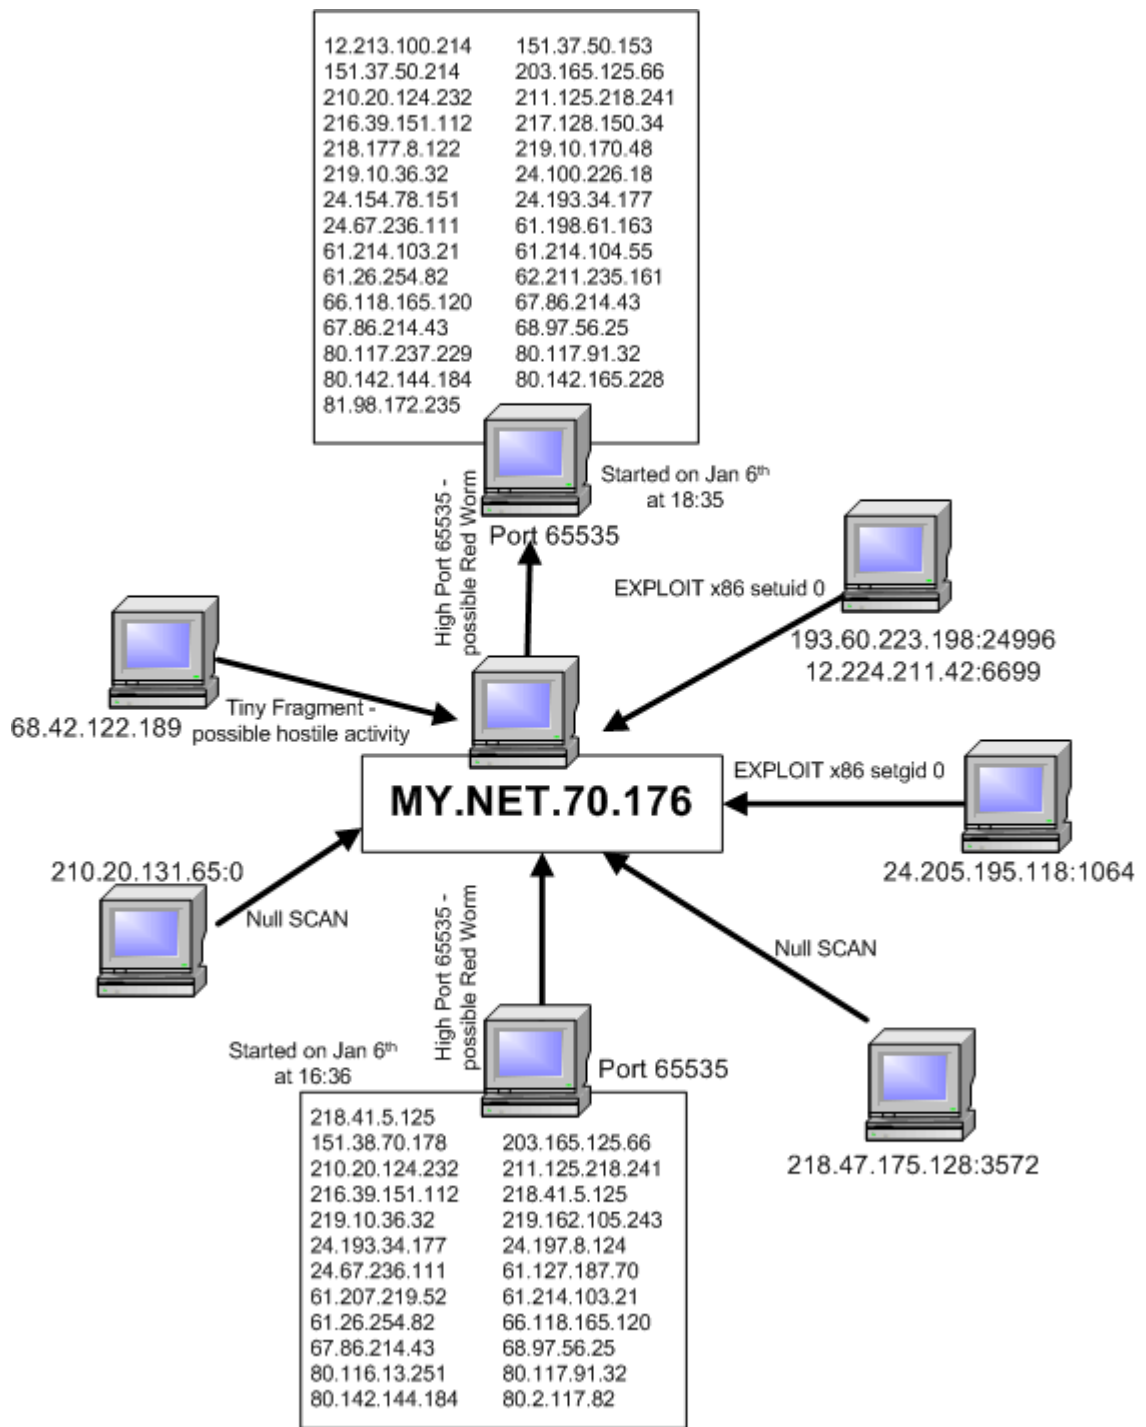 12.213.100.214 151.37.50.153
151.37.50.214 203.165.125.66
210.20.124.232 211.125.218.241
216.39.151.112 217.128.150.34
218.177.8.122 219.10.170.48
219.10.36.32 24.100.226.18
24.154.78.151 24.193.34.177
24.67.236.111 61.198.61.163
61.214.103.21 61.214.104.55
61.26.254.82 62.211.235.161
66.118.165.120 67.86.214.43
67.86.214.43 68.97.56.25
80.117.237.229 80.117.91.32
80.142.144.184 80.142.165.228
81.98.172.235
Started on Jan 6th
at 18:35
Port 65535
High Port 65535 -
possible Red Worm
EXPLOIT x86 setuid 0
193.60.223.198:24996
12.224.211.42:6699
68.42.122.189
Tiny Fragment -
possible hostile activity
EXPLOIT x86 setgid 0
MY.NET.70.176
24.205.195.118:1064
210.20.131.65:0
Null SCAN
High Port 65535 -
possible Red Worm
Null SCAN
Started on Jan 6th
at 16:36
Port 65535
218.47.175.128:3572
218.41.5.125
151.38.70.178 203.165.125.66
210.20.124.232 211.125.218.241
216.39.151.112 218.41.5.125
219.10.36.32 219.162.105.243
24.193.34.177 24.197.8.124
24.67.236.111 61.127.187.70
61.207.219.52 61.214.103.21
61.26.254.82 66.118.165.120
67.86.214.43 68.97.56.25
80.116.13.251 80.117.91.32
80.142.144.184 80.2.117.82